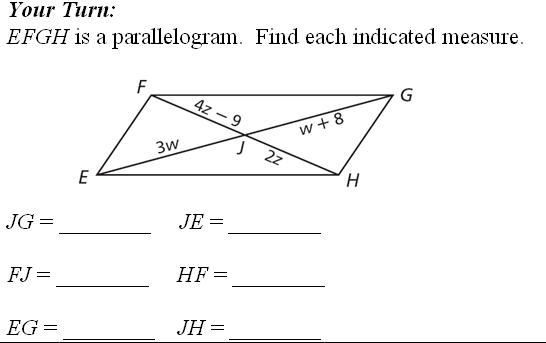 Your Turn:
EFGH is a parallelogram. Find each indicated measure.
F
G
4z − 9
w + 8
3w
J
2z
E
H
JG = ________ JE = ________
FJ = ________ HF = ________
EG = ________ JH = ________